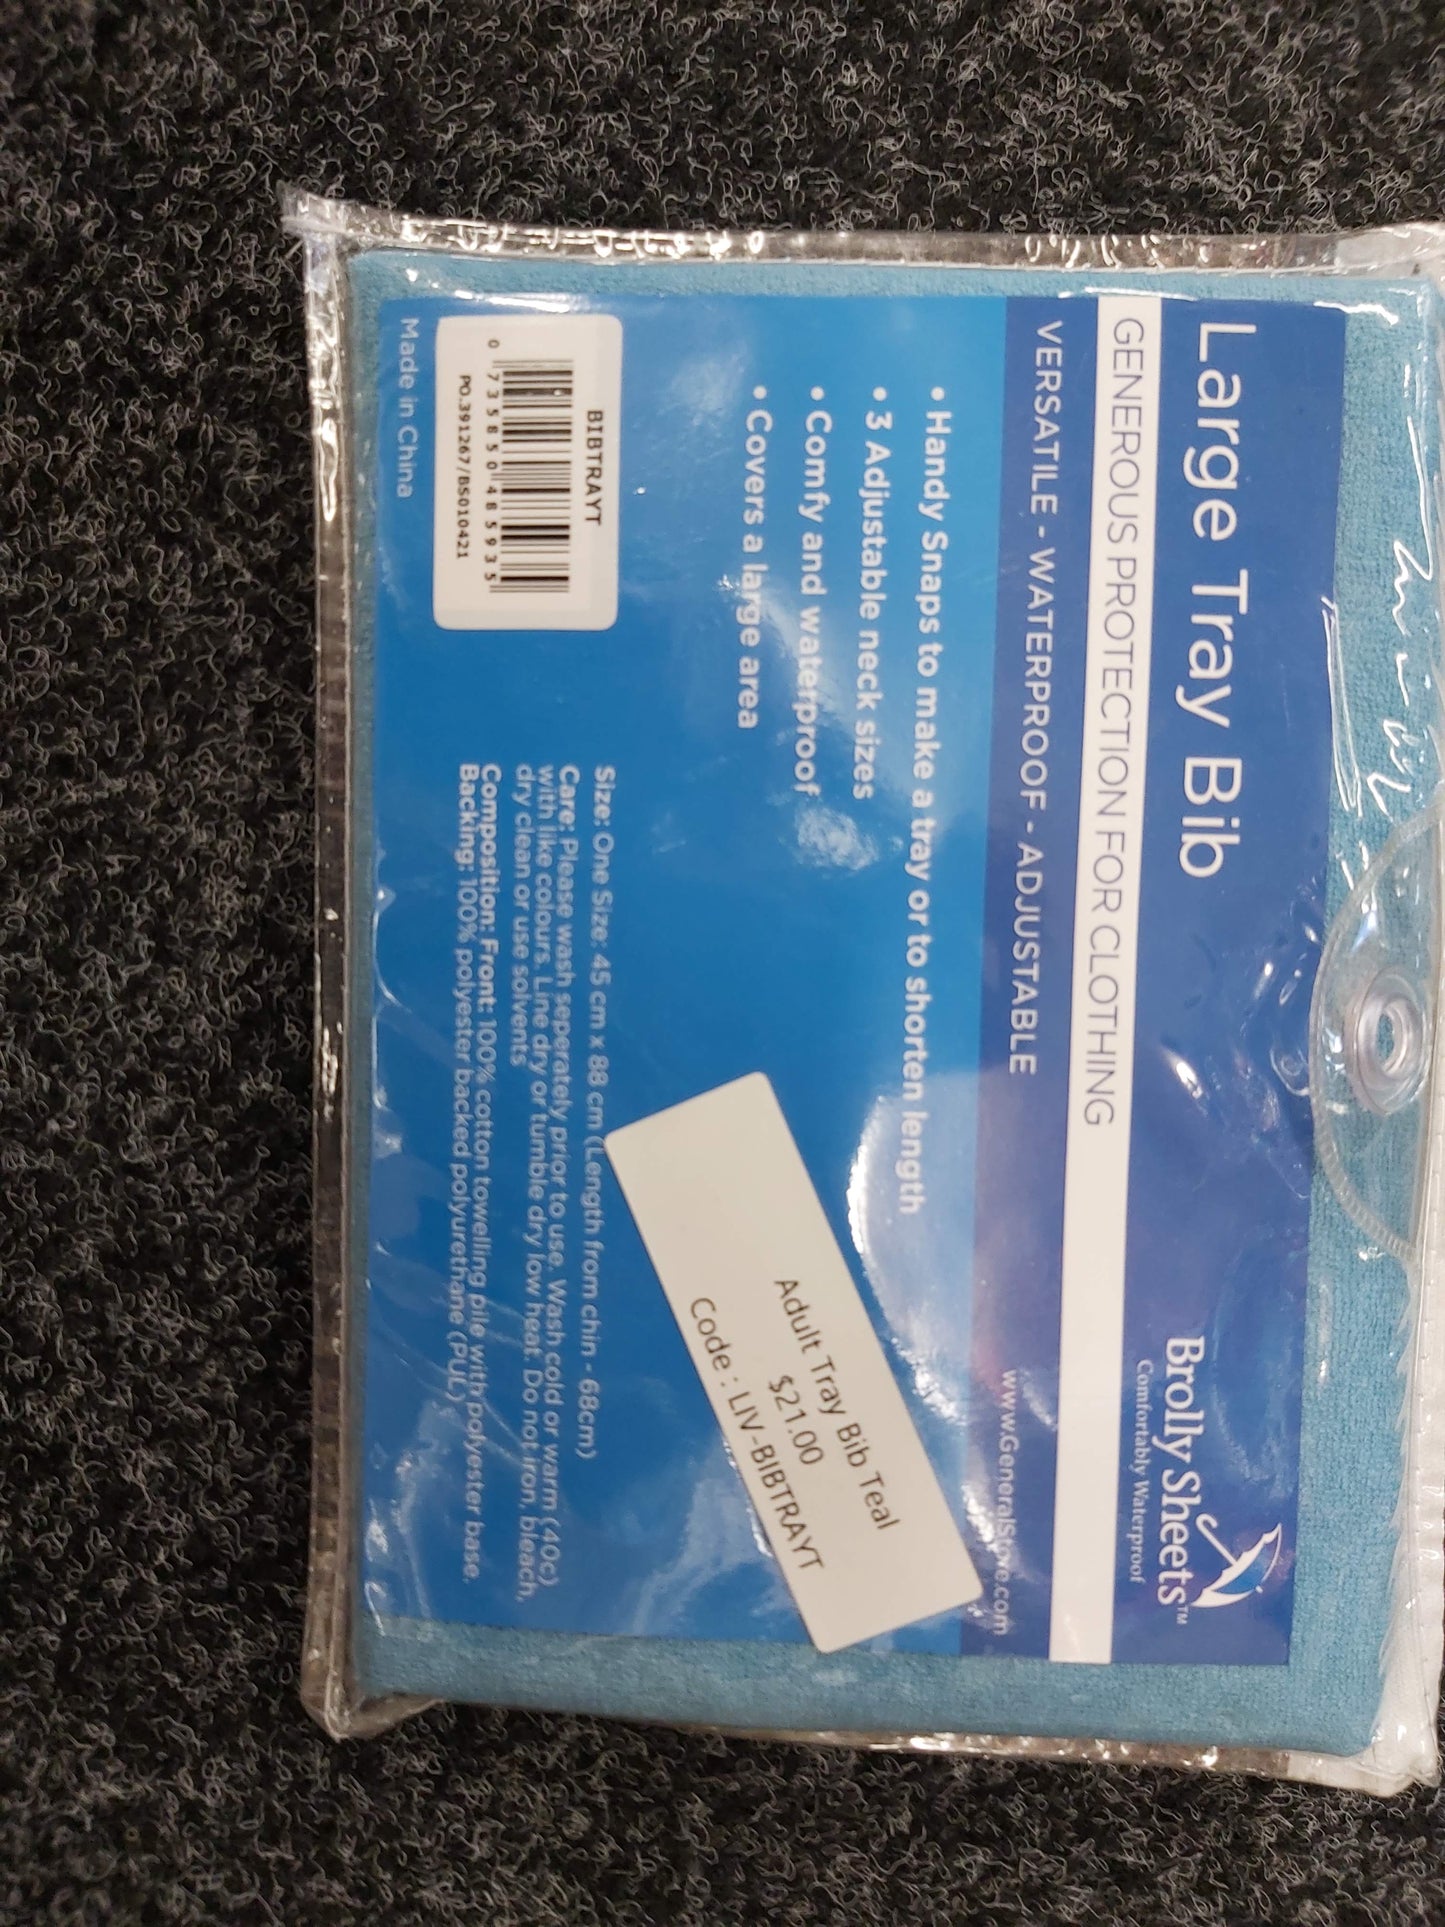 Large Tray Bib
Brolly Sheets™
Comfortably Waterproof
GENEROUS PROTECTION FOR CLOTHING
VERSATILE - WATERPROOF - ADJUSTABLE
www.GeneralStore.com
• Handy Snaps to make a tray or to shorten length
• 3 Adjustable neck sizes
• Comfy and waterproof
• Covers a large area
Adult Tray Bib Teal
$21.00
Code : LIV-BIBTRAYT
BIBTRAYT
0 735850 485935
PO.391267/BS010421
Made in China
Size: One Size: 45 cm x 88 cm (Length from chin - 68cm)
Care: Please wash seperately prior to use. Wash cold or warm (40c)
with like colours. Line dry or tumble dry low heat. Do not iron, bleach,
dry clean or use solvents
Composition: Front: 100% cotton towelling pile with polyester base.
Backing: 100% polyester backed polyurethane (PUL)